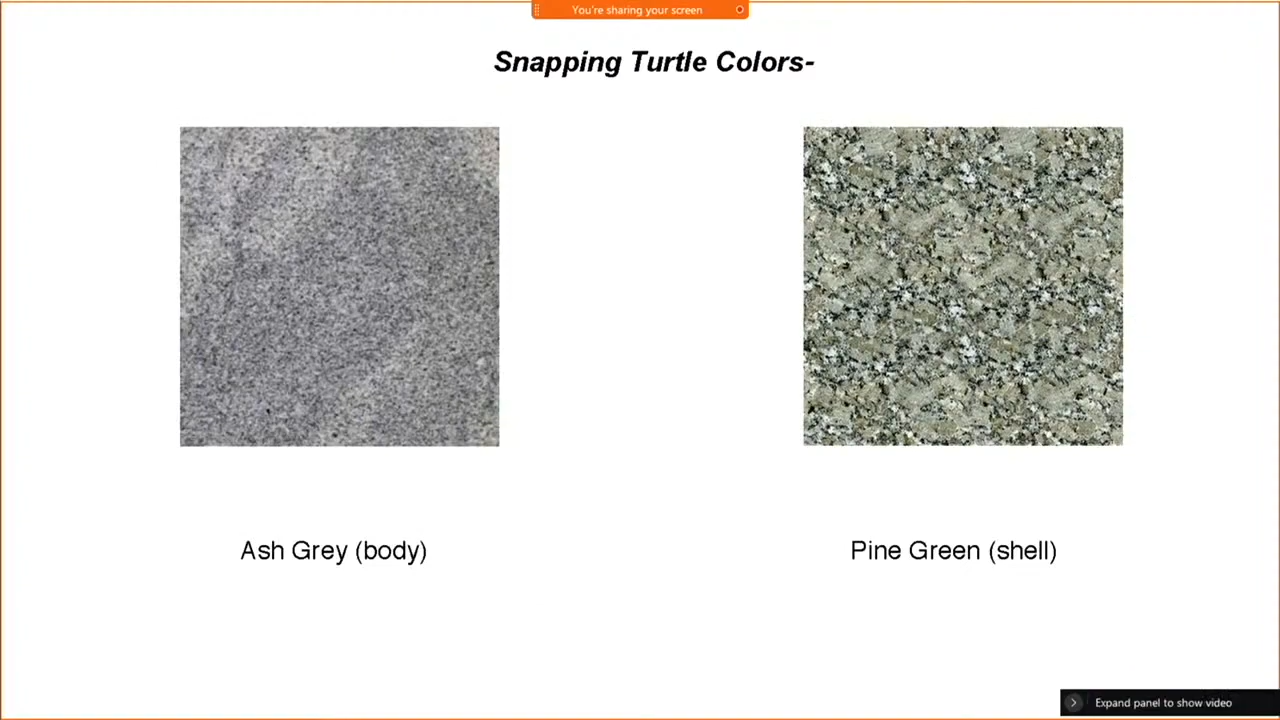 You're sharing your screen
Snapping Turtle Colors-
Ash Grey (body)
Pine Green (shell)
Expand panel to show video